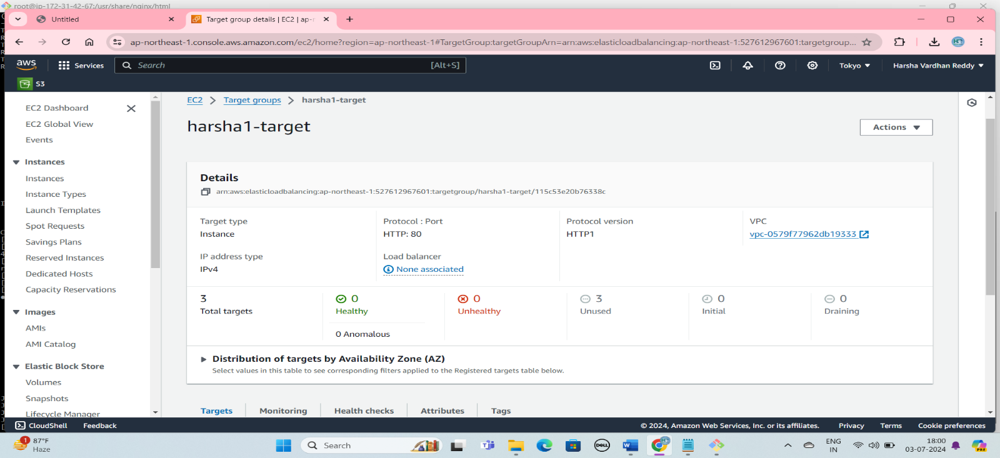 root@ip-172-31-42-67:/usr/share/nginx/html
Untitled
Target group details | EC2 | ap-r
ap-northeast-1.console.aws.amazon.com/ec2/home?region=ap-northeast-1#TargetGroup:targetGroupArn=arn:aws:elasticloadbalancing:ap-northeast-1:527612967601:targetgroup...
aws
Services
Search
[Alt+S]
Tokyo
Harsha Vardhan Reddy
S3
EC2 Dashboard
EC2 Global View
Events
Instances
Instances
Instance Types
Launch Templates
Spot Requests
Savings Plans
Reserved Instances
Dedicated Hosts
Capacity Reservations
Images
AMIs
AMI Catalog
Elastic Block Store
Volumes
Snapshots
Lifecycle Manager
EC2 > Target groups > harsha1-target
harsha1-target
Actions
Details
arn:aws:elasticloadbalancing:ap-northeast-1:527612967601:targetgroup/harsha1-target/115c53e20b76338c
Target type
Instance
Protocol : Port
HTTP: 80
Protocol version
HTTP1
VPC
vpc-0579f77962db19333
IP address type
IPv4
Load balancer
None associated
3
Total targets
0
Healthy
0 Anomalous
0
Unhealthy
3
Unused
0
Initial
0
Draining
Distribution of targets by Availability Zone (AZ)
Select values in this table to see corresponding filters applied to the Registered targets table below.
Targets
Monitoring
Health checks
Attributes
Tags
CloudShell
Feedback
© 2024, Amazon Web Services, Inc. or its affiliates.
Privacy
Terms
Cookie preferences
1
87°F
Haze
Search
DELL
ENG
IN
18:00
03-07-2024
PRE